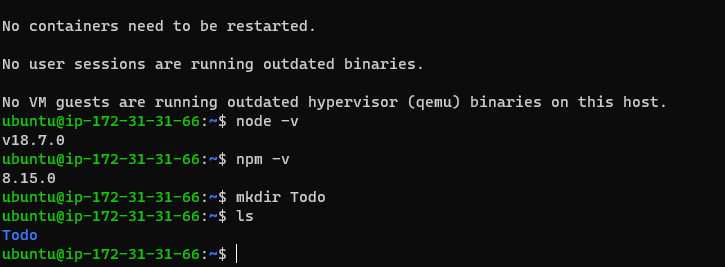 No containers need to be restarted.
No user sessions are running outdated binaries.
No VM guests are running outdated hypervisor (qemu) binaries on this host.
ubuntu@ip-172-31-31-66:~$ node -v
v18.7.0
ubuntu@ip-172-31-31-66:~$ npm -v
8.15.0
ubuntu@ip-172-31-31-66:~$ mkdir Todo
ubuntu@ip-172-31-31-66:~$ ls
Todo
ubuntu@ip-172-31-31-66:~$